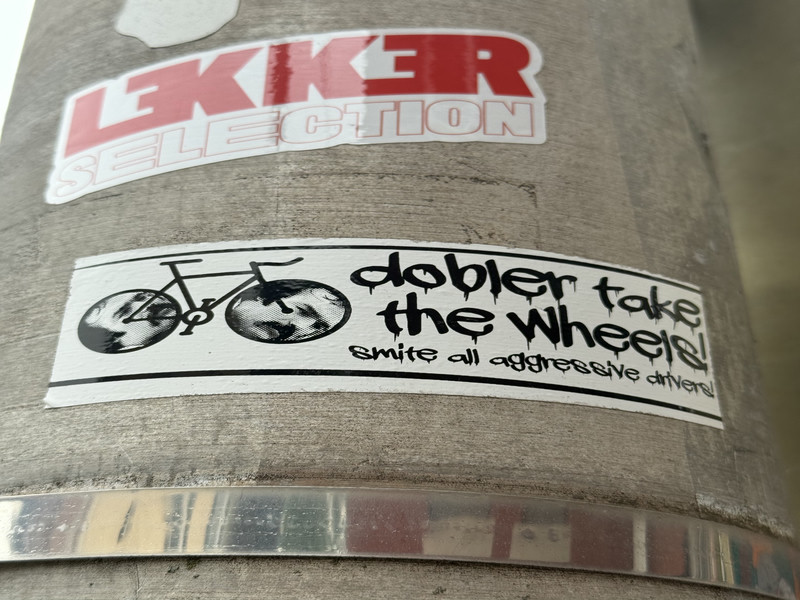 LEKKER
SELECTION
dobler take
the wheels!
smite all aggressive drivers!